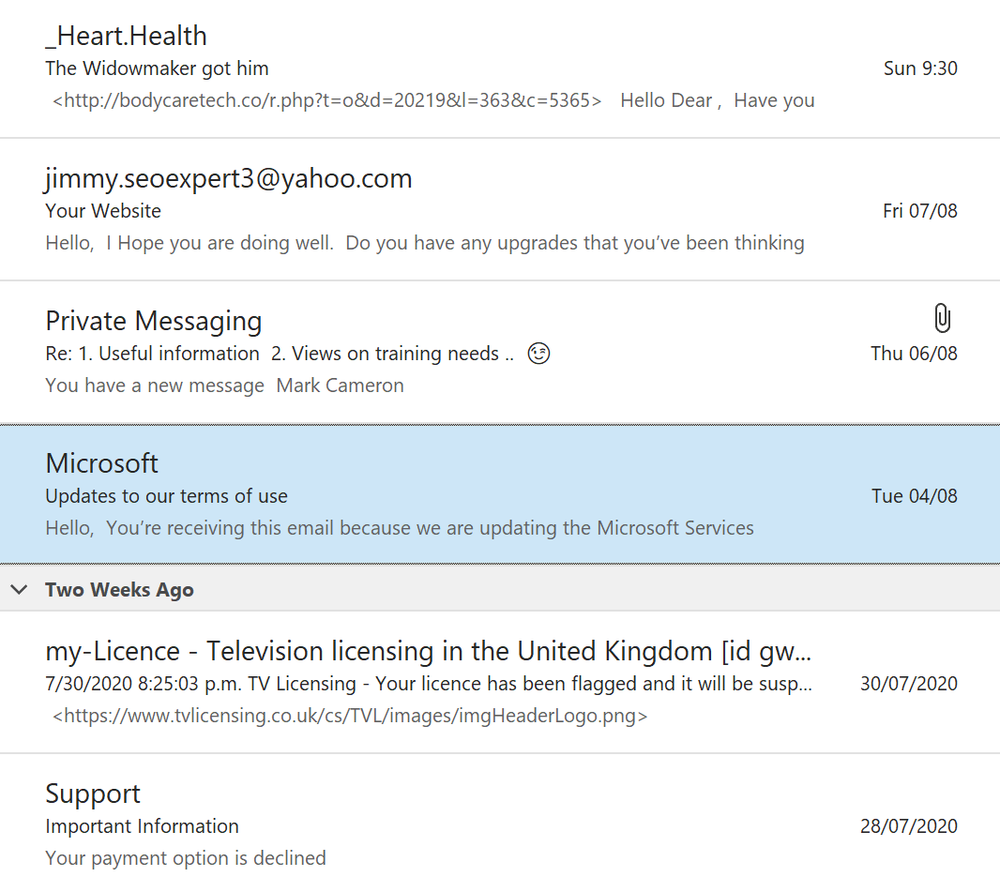 _Heart.Health
The Widowmaker got him Sun 9:30
<http://bodycaretech.co/r.php?t=o&d=20219&l=363&c=5365> Hello Dear , Have you
jimmy.seoexpert3@yahoo.com
Your Website Fri 07/08
Hello, I Hope you are doing well. Do you have any upgrades that you’ve been thinking
Private Messaging
Re: 1. Useful information 2. Views on training needs .. 😉 Thu 06/08
You have a new message Mark Cameron
Microsoft
Updates to our terms of use Tue 04/08
Hello, You’re receiving this email because we are updating the Microsoft Services
Two Weeks Ago
my-Licence - Television licensing in the United Kingdom [id gw...
7/30/2020 8:25:03 p.m. TV Licensing - Your licence has been flagged and it will be susp... 30/07/2020
<https://www.tvlicensing.co.uk/cs/TVL/images/imgHeaderLogo.png>
Support
Important Information 28/07/2020
Your payment option is declined